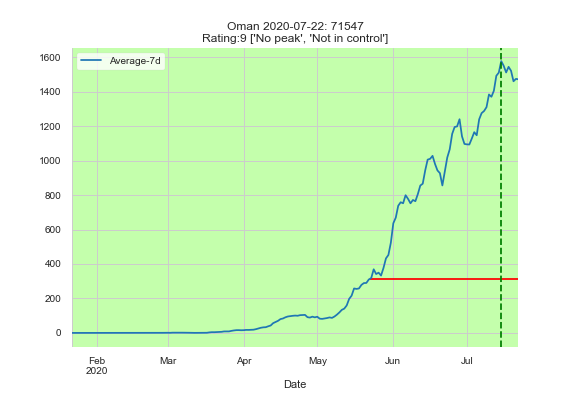 Oman 2020-07-22: 71547
Rating:9 ['No peak', 'Not in control']
Average-7d
1600
1400
1200
1000
800
600
400
200
0
Feb
2020
Mar
Apr
May
Jun
Jul
Date